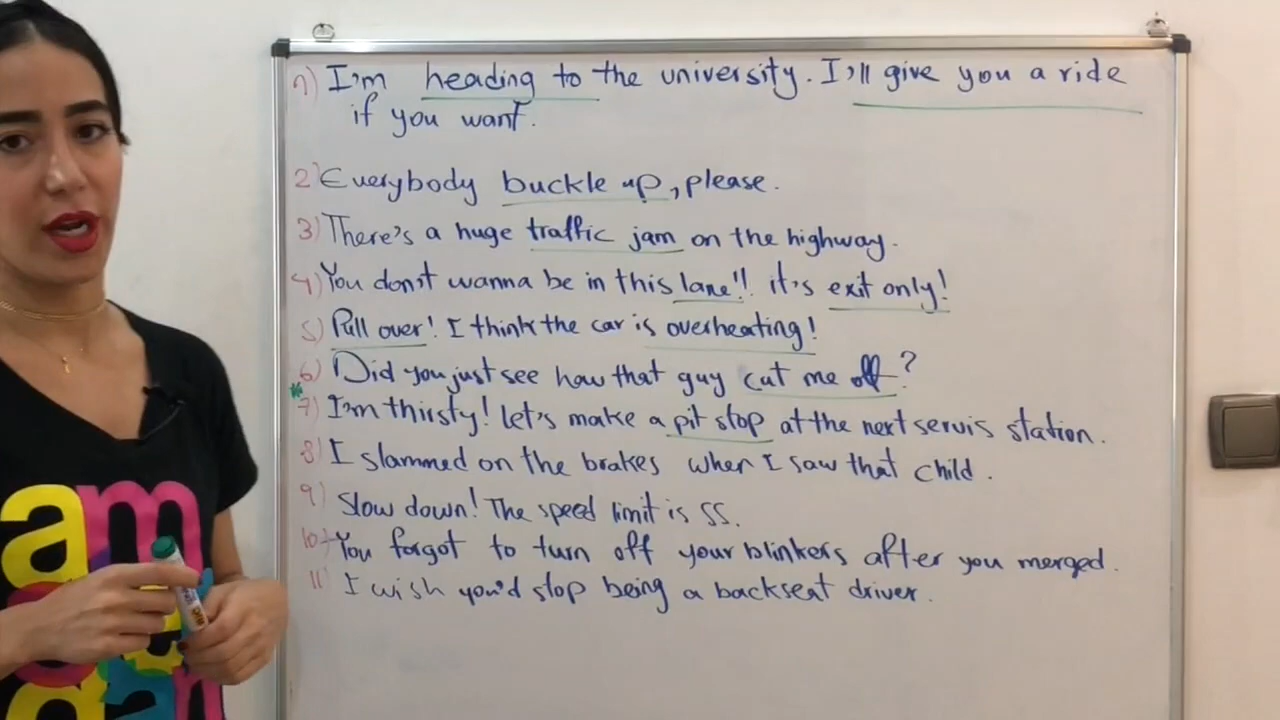 1) I'm heading to the university. I'll give you a ride
if you want.
2) Everybody buckle up, please.
3) There's a huge traffic jam on the highway.
4) You don't wanna be in this lane!! it's exit only!
5) Pull over! I think the car is overheating!
6) Did you just see how that guy cut me off?
* 7) I'm thirsty! let's make a pit stop at the next servis station.
8) I slammed on the brakes when I saw that child.
9) Slow down! The speed limit is 55.
10) You forgot to turn off your blinkers after you merged.
11) I wish you'd stop being a backseat driver.
am